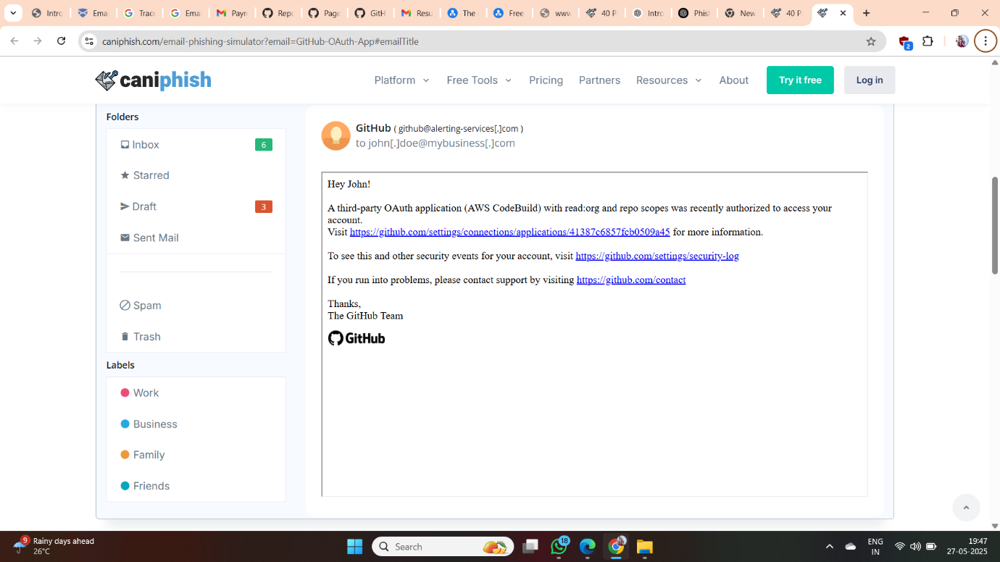 Intro
Emai
Trace
Ema
Payn
Repo
Page
GitH
Resu
The
Free
www
40 P
Intro
Phis
New
40 P
caniphish.com/email-phishing-simulator?email=GitHub-OAuth-App#emailTitle
2
caniphish
Platform
Free Tools
Pricing
Partners
Resources
About
Try it free
Log in
Folders
Inbox 6
Starred
Draft 3
Sent Mail
Spam
Trash
Labels
Work
Business
Family
Friends
GitHub ( github@alerting-services[.]com )
to john[.]doe@mybusiness[.]com
Hey John!
A third-party OAuth application (AWS CodeBuild) with read:org and repo scopes was recently authorized to access your
account.
Visit https://github.com/settings/connections/applications/41387c6857fcb0509a45 for more information.
To see this and other security events for your account, visit https://github.com/settings/security-log
If you run into problems, please contact support by visiting https://github.com/contact
Thanks,
The GitHub Team
GitHub
9
Rainy days ahead
26°C
Search
18
ENG
IN
19:47
27-05-2025